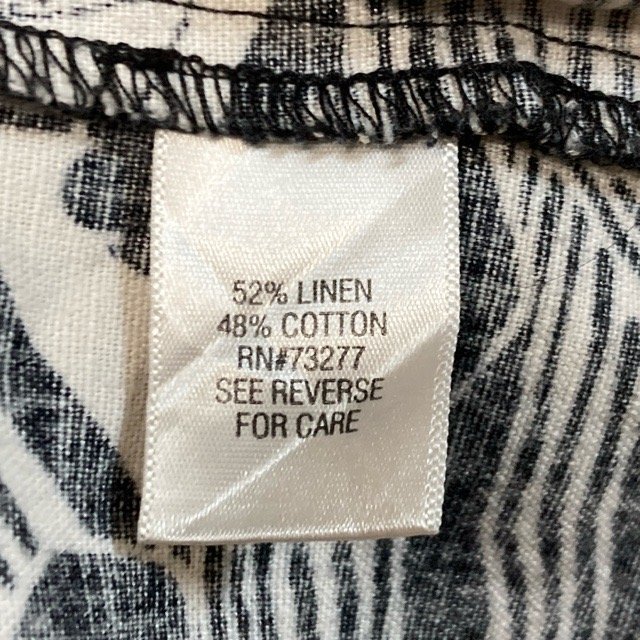 52% LINEN
48% COTTON
RN#73277
SEE REVERSE
FOR CARE